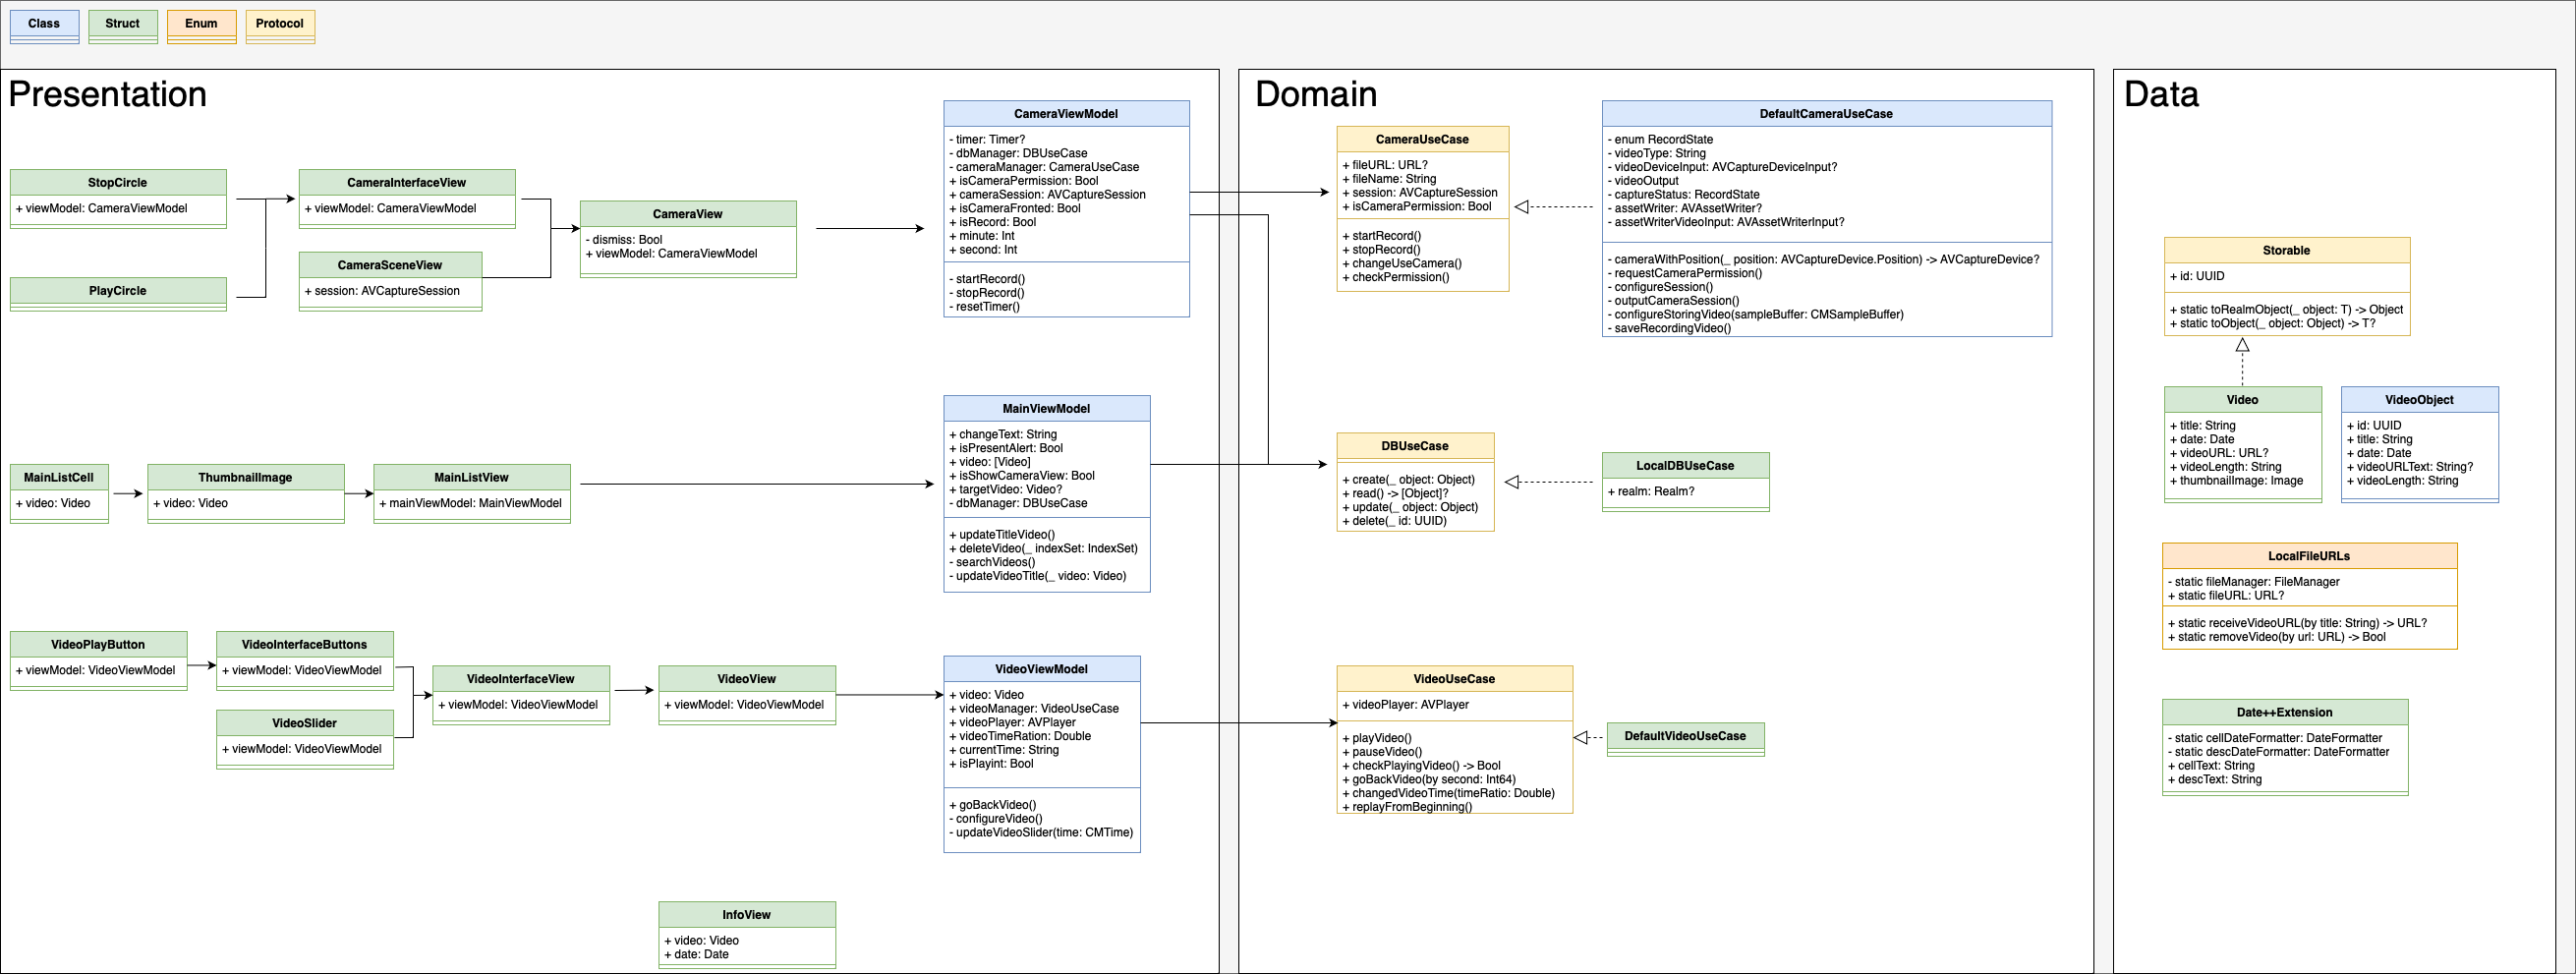 Class
Struct
Enum
Protocol
Presentation
StopCircle
+ viewModel: CameraViewModel
PlayCircle
CameraInterfaceView
+ viewModel: CameraViewModel
CameraSceneView
+ session: AVCaptureSession
CameraView
- dismiss: Bool
+ viewModel: CameraViewModel
CameraViewModel
- timer: Timer?
- dbManager: DBUseCase
- cameraManager: CameraUseCase
+ isCameraPermission: Bool
+ cameraSession: AVCaptureSession
+ isCameraFronted: Bool
+ isRecord: Bool
+ minute: Int
+ second: Int
- startRecord()
- stopRecord()
- resetTimer()
MainListCell
+ video: Video
ThumbnailImage
+ video: Video
MainListView
+ mainViewModel: MainViewModel
MainViewModel
+ changeText: String
+ isPresentAlert: Bool
+ video: [Video]
+ isShowCameraView: Bool
+ targetVideo: Video?
- dbManager: DBUseCase
+ updateTitleVideo()
+ deleteVideo(_ indexSet: IndexSet)
- searchVideos()
- updateVideoTitle(_ video: Video)
VideoPlayButton
+ viewModel: VideoViewModel
VideoInterfaceButtons
+ viewModel: VideoViewModel
VideoSlider
+ viewModel: VideoViewModel
VideoInterfaceView
+ viewModel: VideoViewModel
VideoView
+ viewModel: VideoViewModel
VideoViewModel
+ video: Video
+ videoManager: VideoUseCase
+ videoPlayer: AVPlayer
+ videoTimeRation: Double
+ currentTime: String
+ isPlayint: Bool
+ goBackVideo()
- configureVideo()
- updateVideoSlider(time: CMTime)
InfoView
+ video: Video
+ date: Date
Domain
CameraUseCase
+ fileURL: URL?
+ fileName: String
+ session: AVCaptureSession
+ isCameraPermission: Bool
+ startRecord()
+ stopRecord()
+ changeUseCamera()
+ checkPermission()
DefaultCameraUseCase
- enum RecordState
- videoType: String
- videoDeviceInput: AVCaptureDeviceInput?
- videoOutput
- captureStatus: RecordState
- assetWriter: AVAssetWriter?
- assetWriterVideoInput: AVAssetWriterInput?
- cameraWithPosition(_ position: AVCaptureDevice.Position) -> AVCaptureDevice?
- requestCameraPermission()
- configureSession()
- outputCameraSession()
- configureStoringVideo(sampleBuffer: CMSampleBuffer)
- saveRecordingVideo()
DBUseCase
+ create(_ object: Object)
+ read() -> [Object]?
+ update(_ object: Object)
+ delete(_ id: UUID)
LocalDBUseCase
+ realm: Realm?
VideoUseCase
+ videoPlayer: AVPlayer
+ playVideo()
+ pauseVideo()
+ checkPlayingVideo() -> Bool
+ goBackVideo(by second: Int64)
+ changedVideoTime(timeRatio: Double)
+ replayFromBeginning()
DefaultVideoUseCase
Data
Storable
+ id: UUID
+ static toRealmObject(_ object: T) -> Object
+ static toObject(_ object: Object) -> T?
Video
+ title: String
+ date: Date
+ videoURL: URL?
+ videoLength: String
+ thumbnailImage: Image
VideoObject
+ id: UUID
+ title: String
+ date: Date
+ videoURLText: String?
+ videoLength: String
LocalFileURLs
- static fileManager: FileManager
+ static fileURL: URL?
+ static receiveVideoURL(by title: String) -> URL?
+ static removeVideo(by url: URL) -> Bool
Date++Extension
- static cellDateFormatter: DateFormatter
- static descDateFormatter: DateFormatter
+ cellText: String
+ descText: String